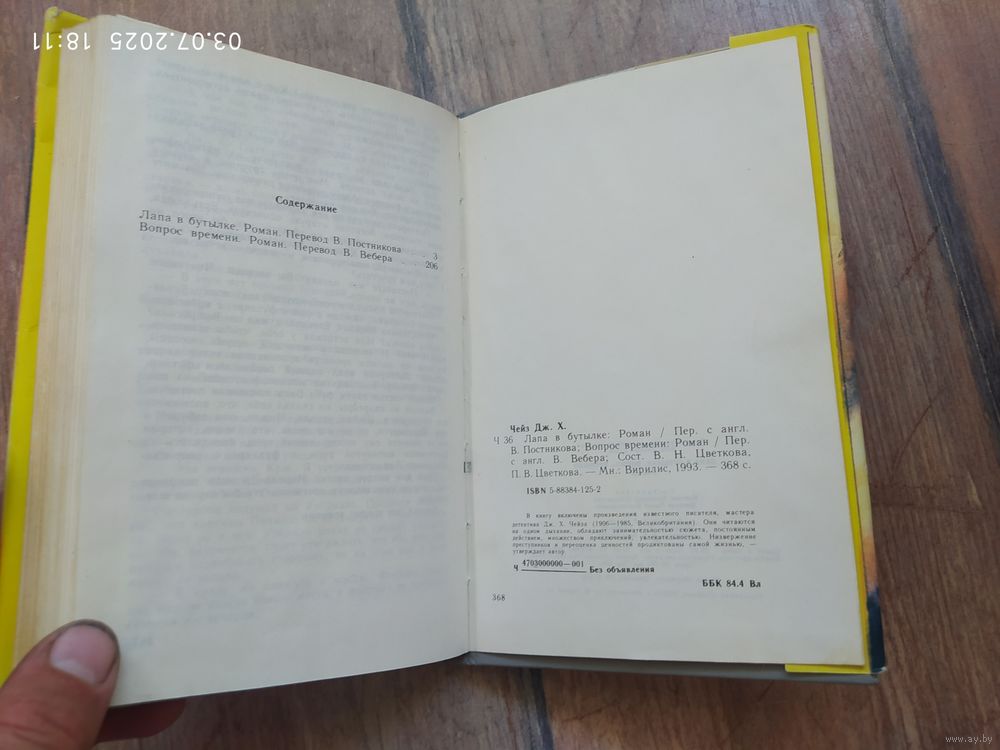 03.07.2025 18:11
Содержание
Лапа в бутылке. Роман. Перевод В. Постникова . . 3
Вопрос времени. Роман. Перевод В. Вебера . . 206
Чейз Дж. Х.
Ч 36 Лапа в бутылке: Роман / Пер. с англ.
В. Постникова; Вопрос времени: Роман / Пер.
с англ. В. Вебера; Сост. В. Н. Цветкова,
П. В. Цветкова. — Мн.: Вирилис, 1993. — 368 с.
ISBN 5-88384-125-2
В книгу включены произведения известного писателя, мастера
детектива Дж. Х. Чейза (1906—1985, Великобритания). Они читаются
на одном дыхании, обладают занимательностью сюжета, постоянным
действием, множеством приключений, увлекательностью. Низвержение
преступников и переоценка ценностей продиктованы самой жизнью, —
утверждает автор.
Ч 4703000000—001 Без объявления
ББК 84.4 Вл
368
www.ay.by